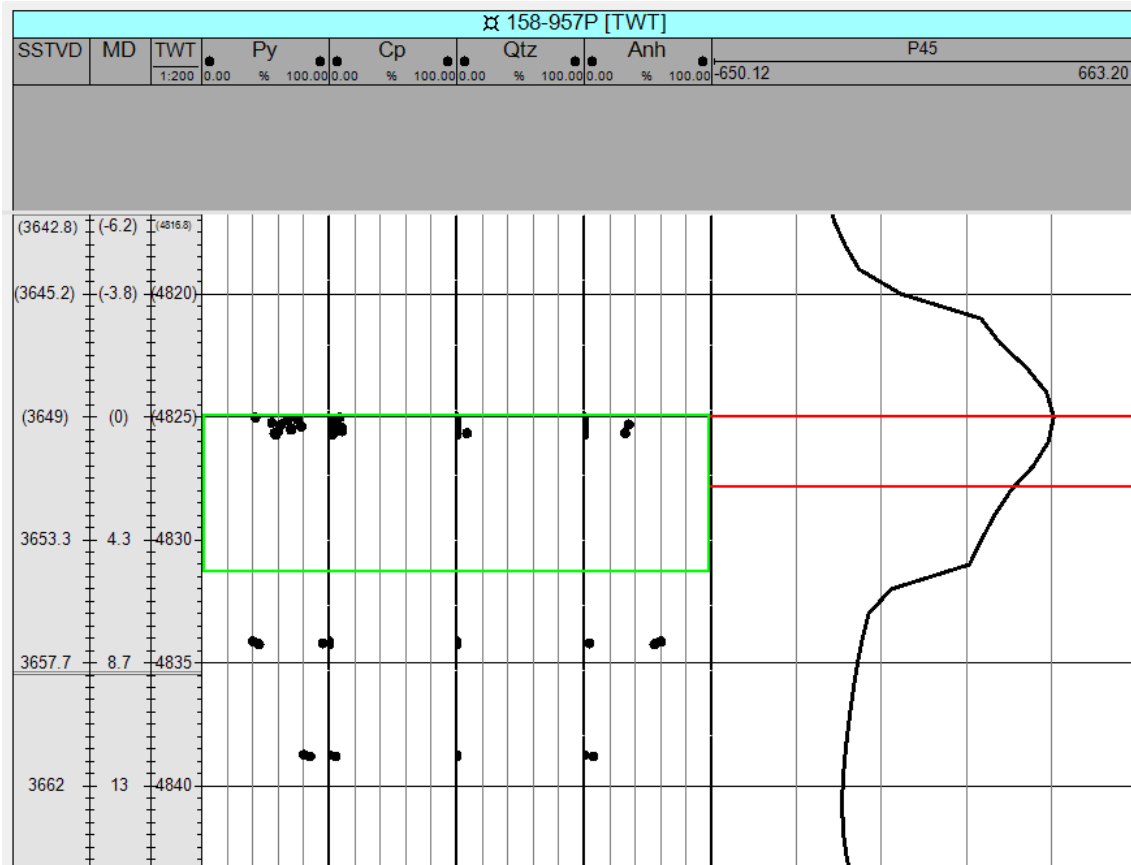 ¤ 158-957P [TWT]
SSTVD MD TWT Py Cp Qtz Anh P45
1:200 0.00 % 100.00 0.00 % 100.00 0.00 % 100.00 0.00 % 100.00 -650.12 663.20
(3642.8) (-6.2) (4816.8)
(3645.2) (-3.8) (4820)
(3649) (0) (4825)
3653.3 4.3 4830
3657.7 8.7 4835
3662 13 4840